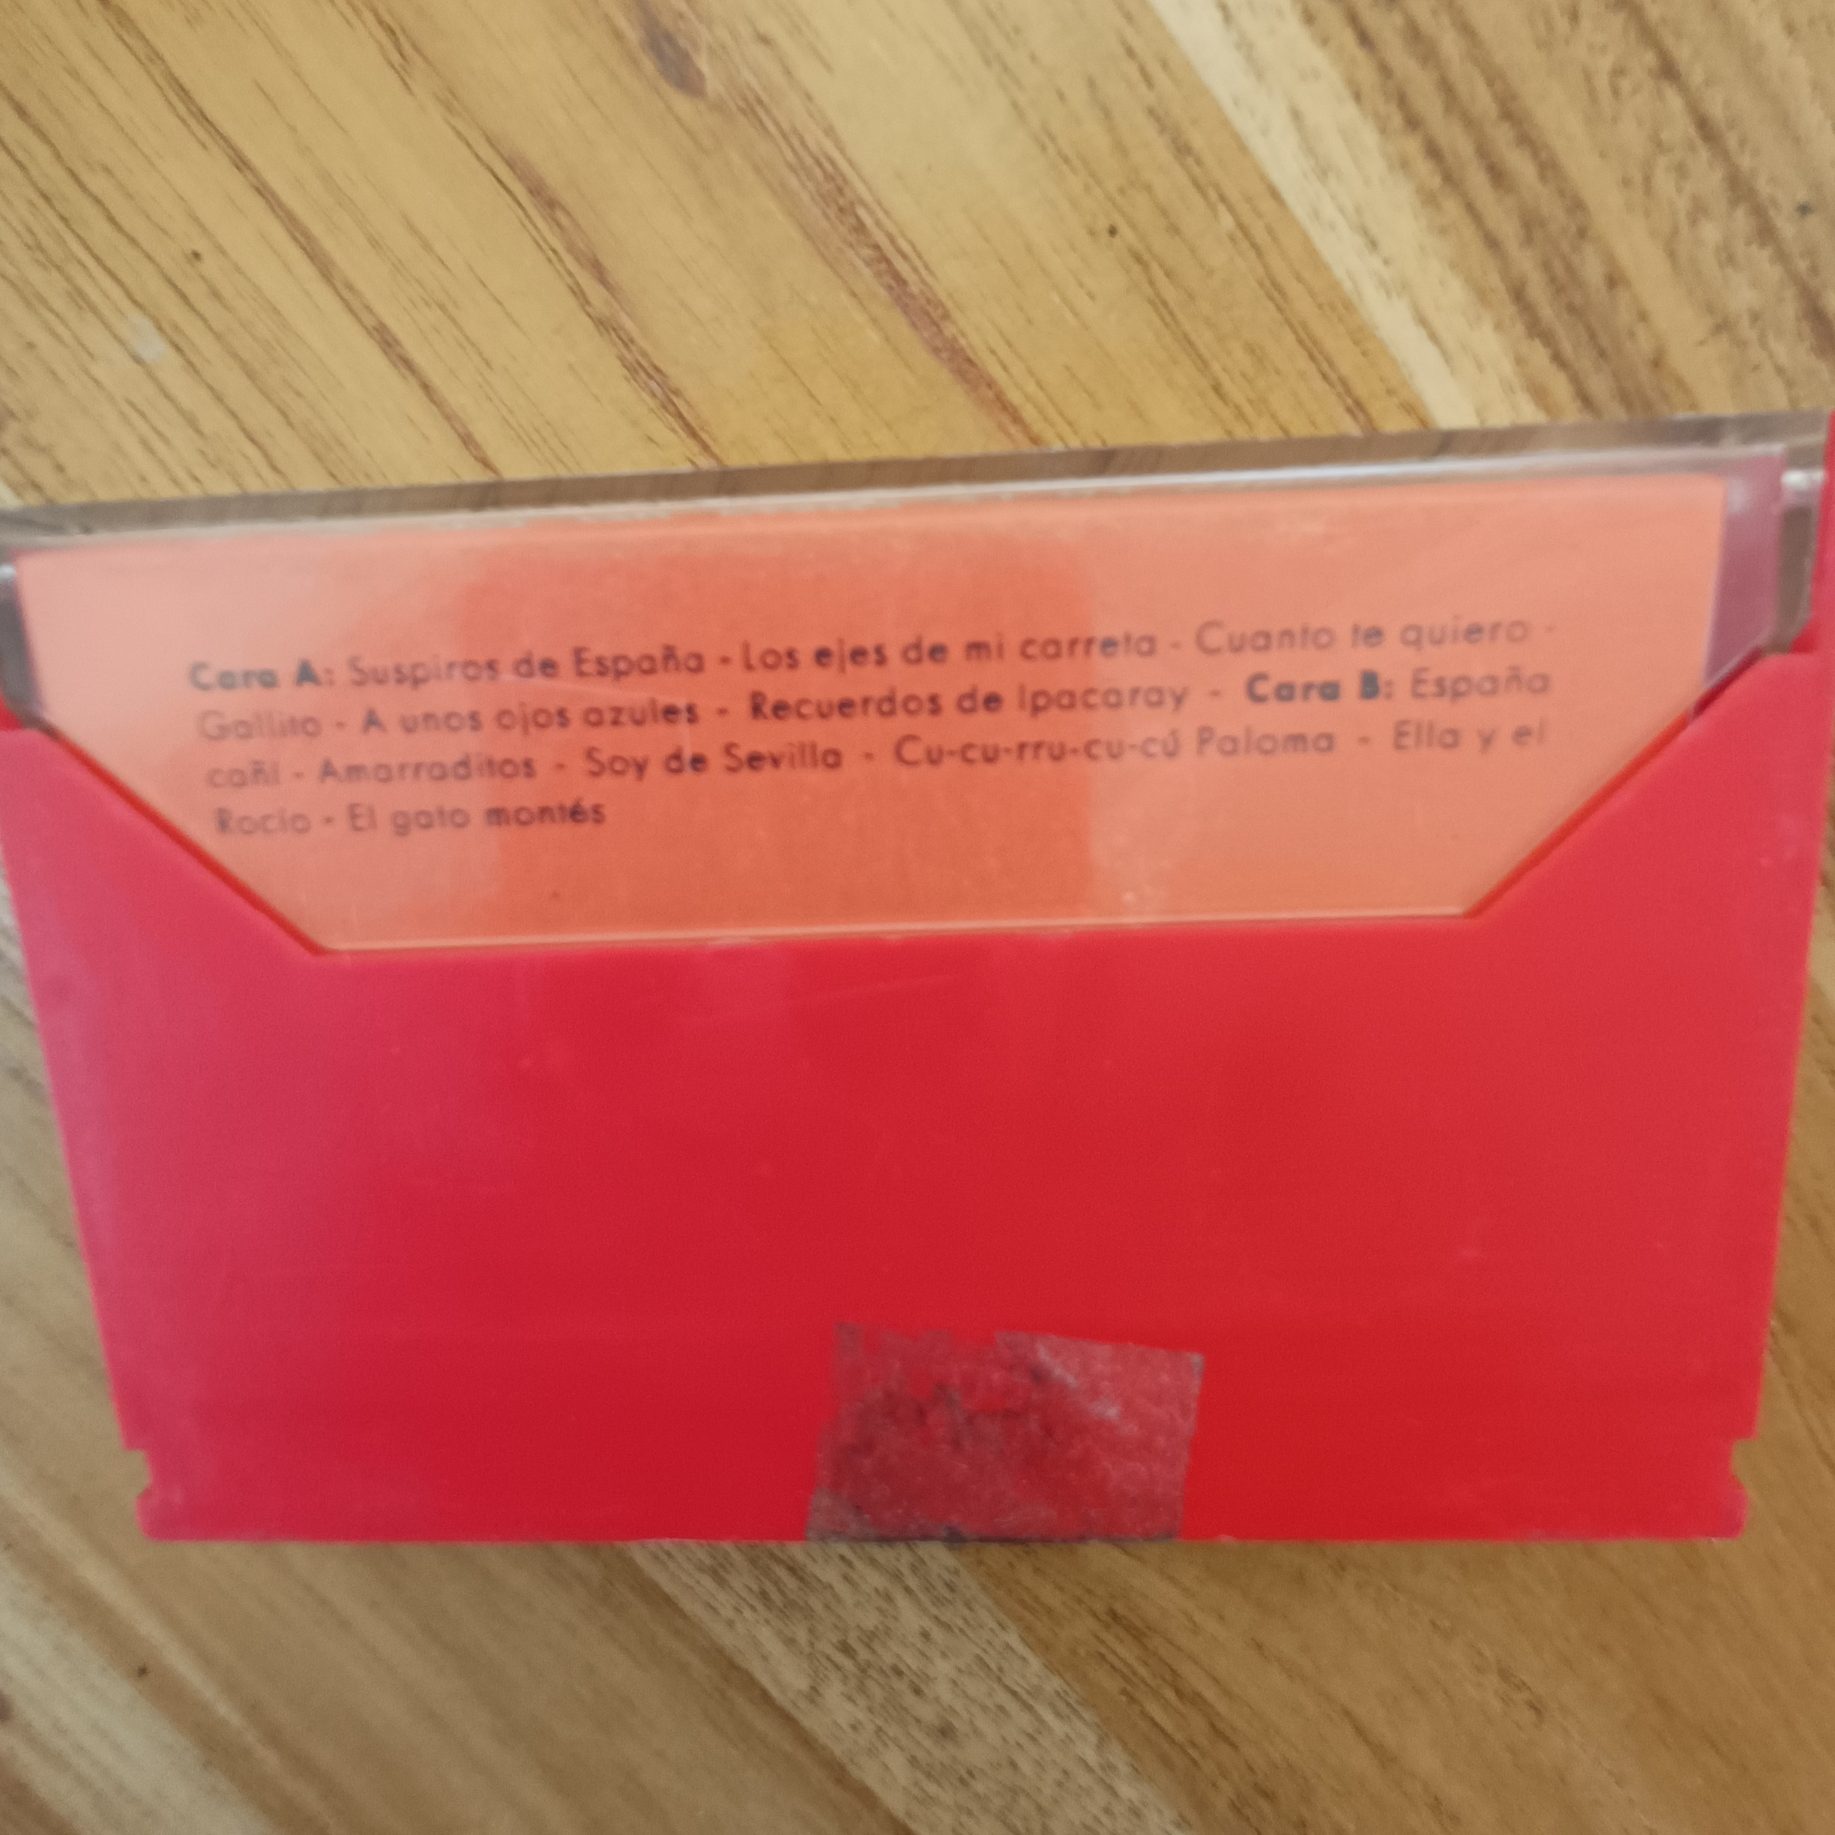 Cara A: Suspiros de España - Los ejes de mi carreta - Cuanto te quiero -
Gallito - A unos ojos azules - Recuerdos de Ipacaray - Cara B: España
cañí - Amarraditos - Soy de Sevilla - Cu-cu-rru-cu-cú Paloma - Ella y el
Rocío - El gato montés